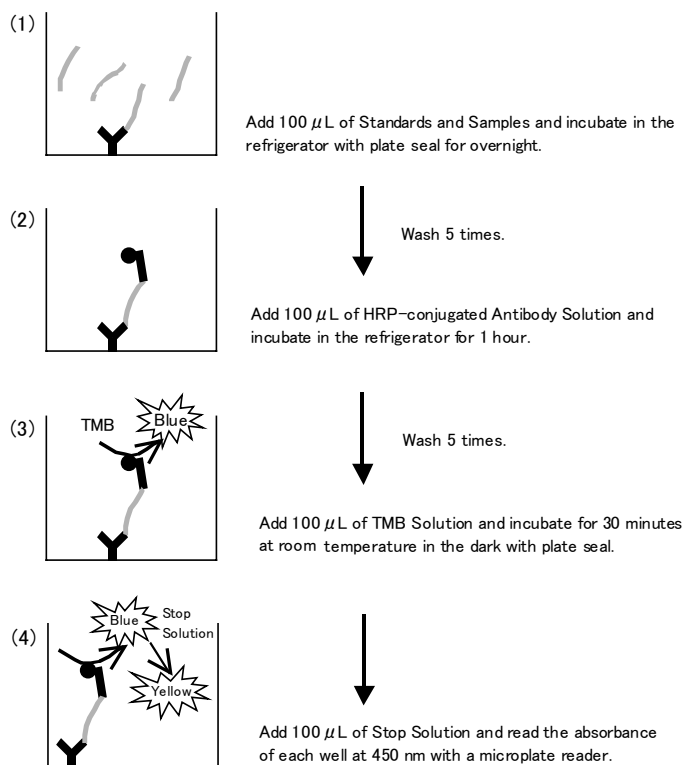 (1)
Add 100 μL of Standards and Samples and incubate in the
refrigerator with plate seal for overnight.
Wash 5 times.
(2)
Add 100 μL of HRP-conjugated Antibody Solution and
incubate in the refrigerator for 1 hour.
(3)
TMB
Blue
Wash 5 times.
Add 100 μL of TMB Solution and incubate for 30 minutes
at room temperature in the dark with plate seal.
(4)
Blue
Stop
Solution
Yellow
Add 100 μL of Stop Solution and read the absorbance
of each well at 450 nm with a microplate reader.